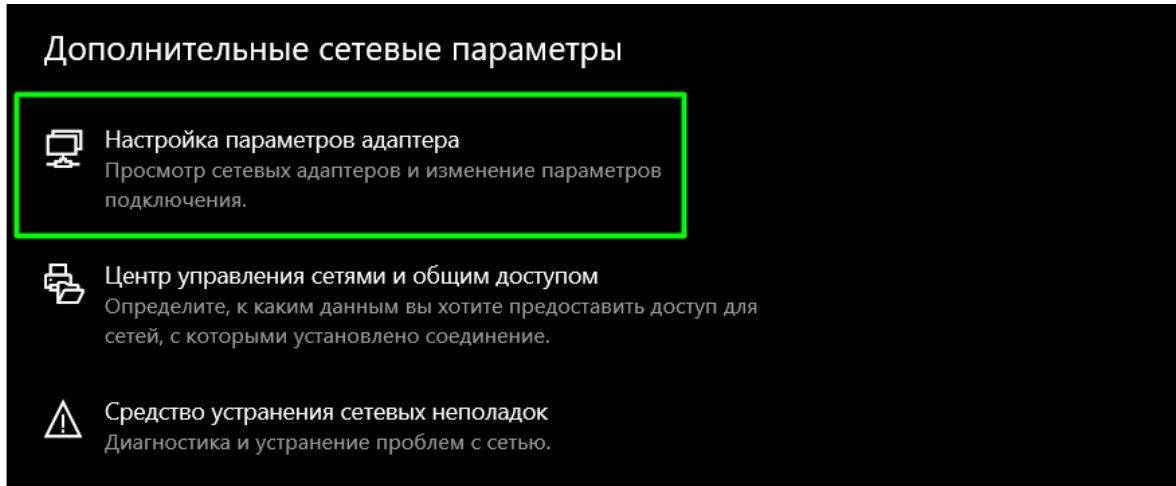 Дополнительные сетевые параметры
Настройка параметров адаптера
Просмотр сетевых адаптеров и изменение параметров
подключения.
Центр управления сетями и общим доступом
Определите, к каким данным вы хотите предоставить доступ для
сетей, с которыми установлено соединение.
Средство устранения сетевых неполадок
Диагностика и устранение проблем с сетью.